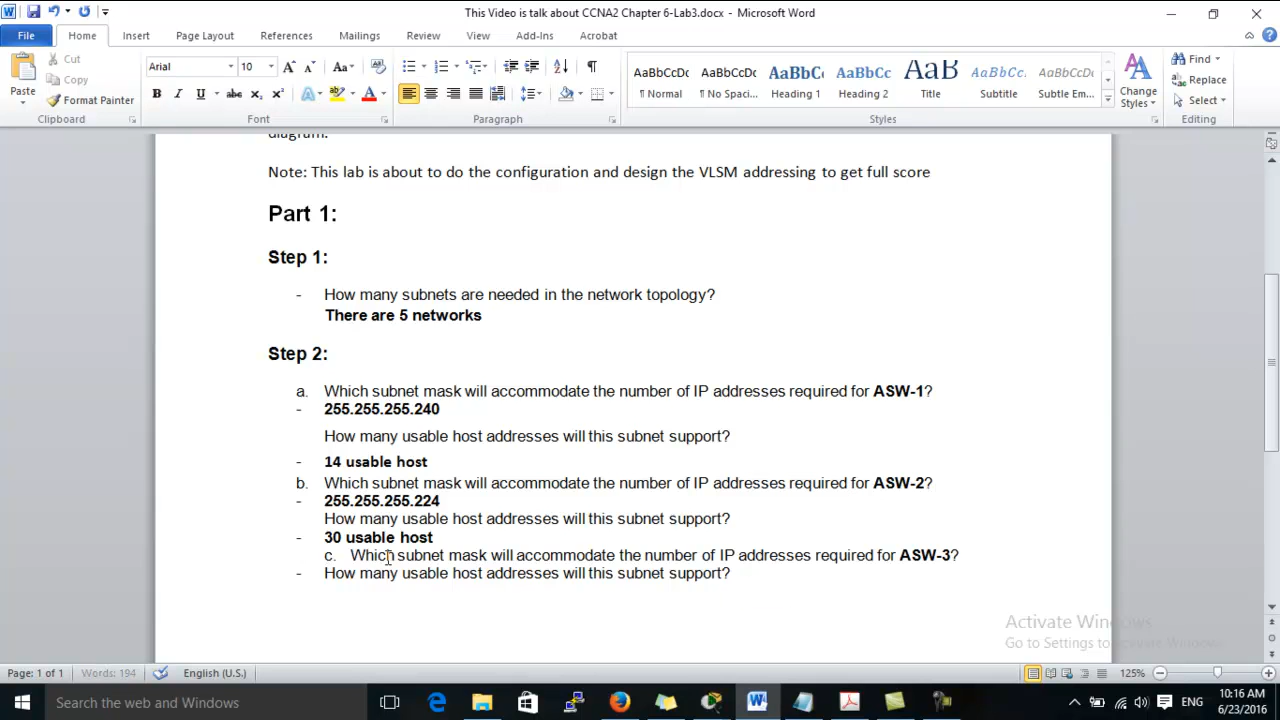 This Video is talk about CCNA2 Chapter 6-Lab3.docx - Microsoft Word
File Home Insert Page Layout References Mailings Review View Add-Ins Acrobat
Paste
Cut
Copy
Format Painter
Clipboard
Arial 10
Font
Paragraph
AaBbCcDc AaBbCcDc AaBbCc AaBbCc AaB AaBbCcI AaBbCcDc
¶ Normal ¶ No Spaci... Heading 1 Heading 2 Title Subtitle Subtle Em...
Styles
Change
Styles
Find
Replace
Select
Editing
diagram.
Note: This lab is about to do the configuration and design the VLSM addressing to get full score
Part 1:
Step 1:
- How many subnets are needed in the network topology?
There are 5 networks
Step 2:
a. Which subnet mask will accommodate the number of IP addresses required for ASW-1?
- 255.255.255.240
How many usable host addresses will this subnet support?
- 14 usable host
b. Which subnet mask will accommodate the number of IP addresses required for ASW-2?
- 255.255.255.224
How many usable host addresses will this subnet support?
- 30 usable host
c. Which subnet mask will accommodate the number of IP addresses required for ASW-3?
- How many usable host addresses will this subnet support?
Activate Windows
Go to Settings to activate Windows.
Page: 1 of 1 Words: 194 English (U.S.) 125%
Search the web and Windows
ENG
10:16 AM
6/23/2016